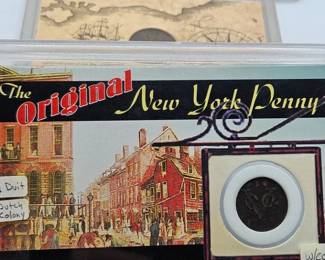 The Original New York Penny
Duit
Dutch
Colony